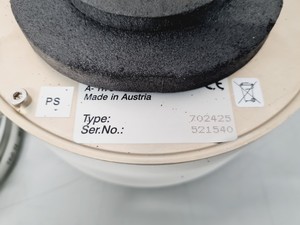 Made in Austria
PS
Type: 702425
Ser.No.: 521540